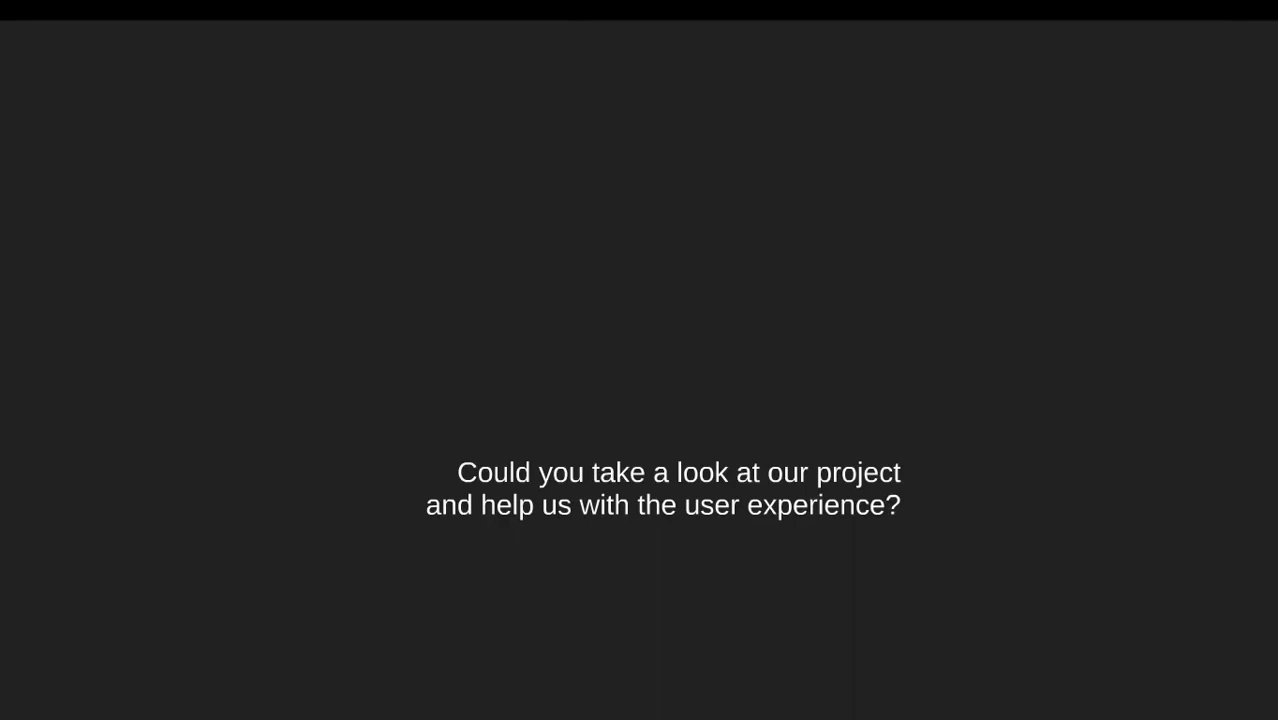 Could you take a look at our project
and help us with the user experience?